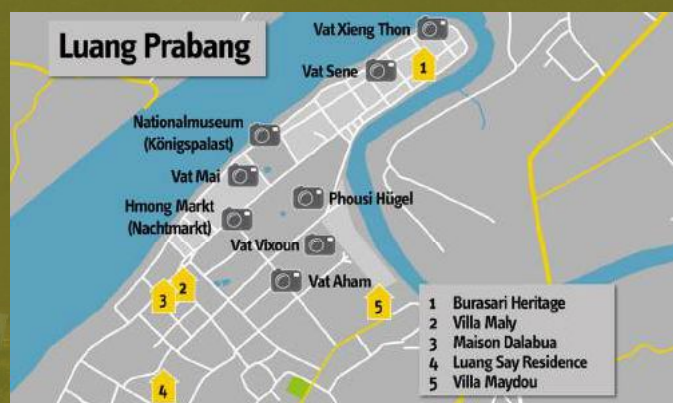 Luang Prabang
Vat Xieng Thon
Vat Sene
1
Nationalmuseum
(Königspalast)
Vat Mai
Phousi Hügel
Hmong Markt
(Nachtmarkt)
Vat Vixoun
Vat Aham
2
3
5
4
1 Burasari Heritage
2 Villa Maly
3 Maison Dalabua
4 Luang Say Residence
5 Villa Maydou